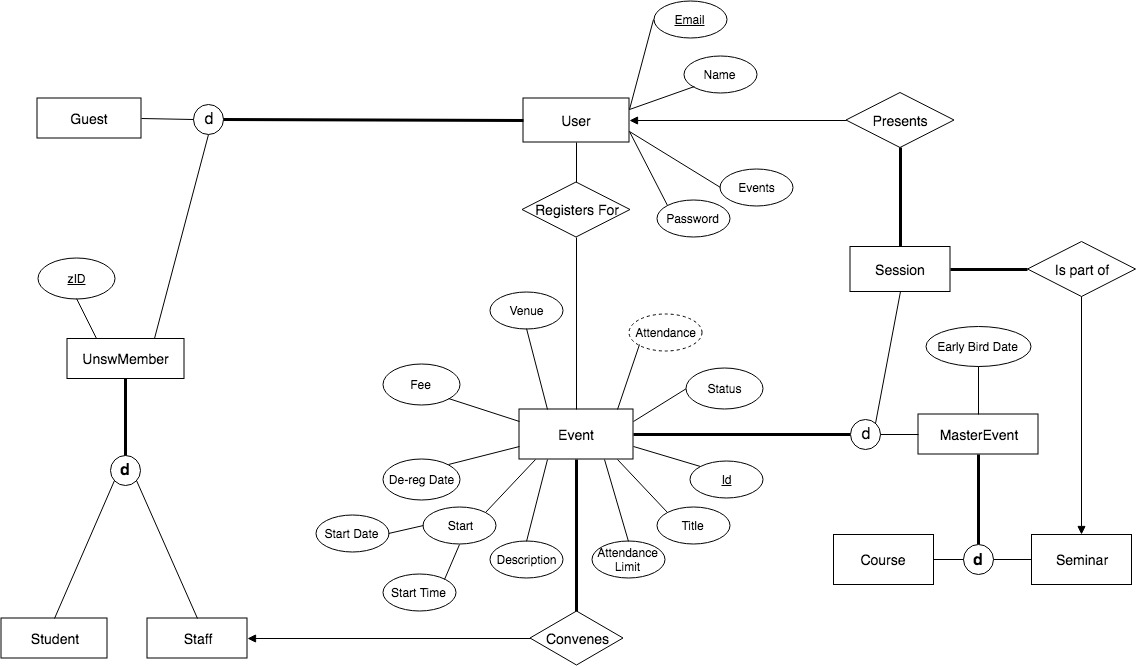 Email
Name
Guest
d
User
Presents
Events
Registers For
Password
Session
Is part of
zID
Venue
Attendance
Early Bird Date
UnswMember
Fee
Status
Event
d
MasterEvent
d
De-reg Date
Id
Start Date
Start
Title
Description
Attendance
Limit
Course
d
Seminar
Start Time
Student
Staff
Convenes